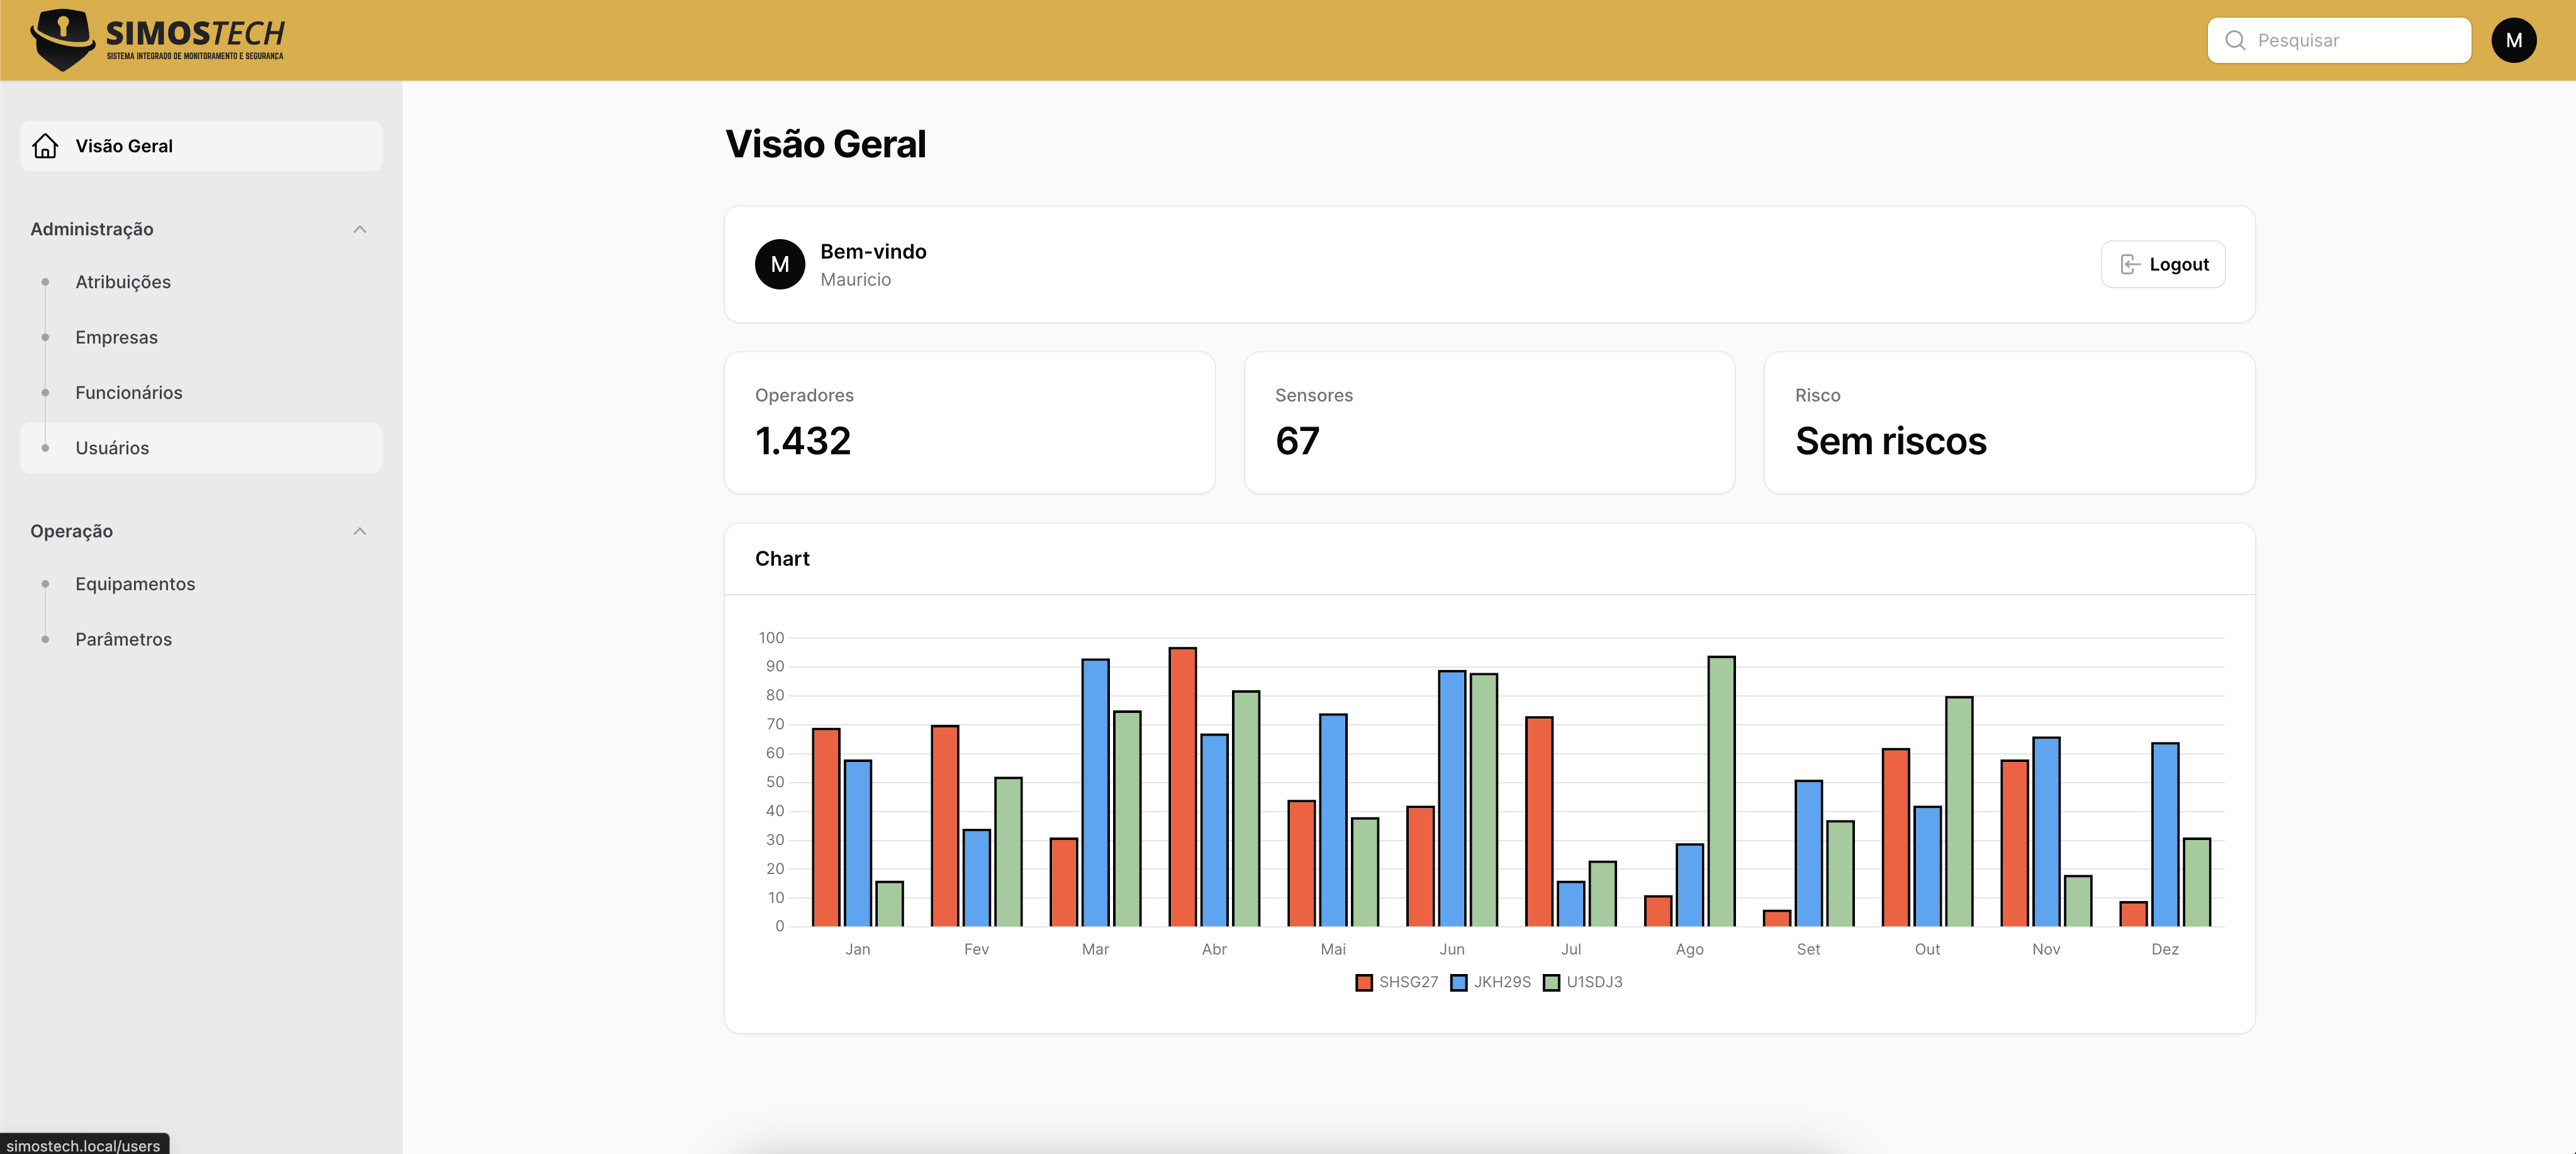 SIMOSTECH
SISTEMA INTEGRADO DE MONITORAMENTO E SEGURANÇA
Pesquisar
M
Visão Geral
Administração
Atribuições
Empresas
Funcionários
Usuários
Operação
Equipamentos
Parâmetros
Visão Geral
M
Bem-vindo
Mauricio
Logout
Operadores
1.432
Sensores
67
Risco
Sem riscos
Chart
100
90
80
70
60
50
40
30
20
10
0
Jan Fev Mar Abr Mai Jun Jul Ago Set Out Nov Dez
SHSG27 JKH29S U1SDJ3
simostech.local/users